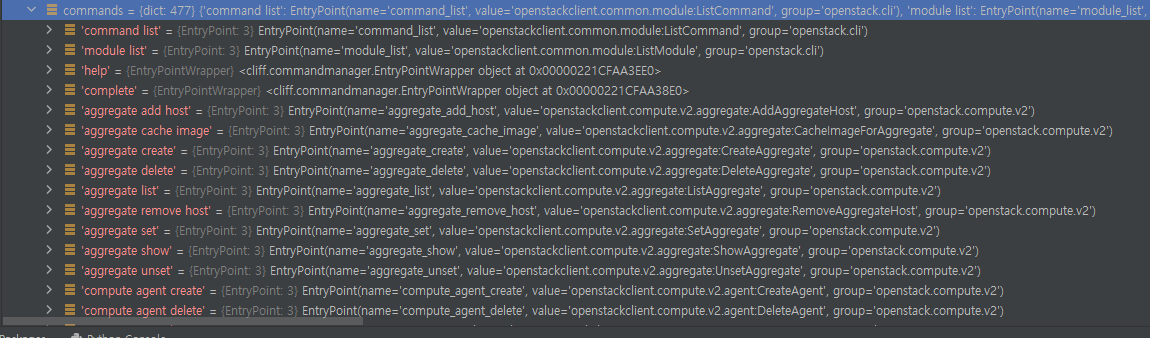 commands = {dict: 477} {'command list': EntryPoint(name='command_list', value='openstackclient.common.module:ListCommand', group='openstack.cli'), 'module list': EntryPoint(name='module_list',
'command list' = {EntryPoint: 3} EntryPoint(name='command_list', value='openstackclient.common.module:ListCommand', group='openstack.cli')
'module list' = {EntryPoint: 3} EntryPoint(name='module_list', value='openstackclient.common.module:ListModule', group='openstack.cli')
'help' = {EntryPointWrapper} <cliff.commandmanager.EntryPointWrapper object at 0x00000221CFAA3EE0>
'complete' = {EntryPointWrapper} <cliff.commandmanager.EntryPointWrapper object at 0x00000221CFAA38E0>
'aggregate add host' = {EntryPoint: 3} EntryPoint(name='aggregate_add_host', value='openstackclient.compute.v2.aggregate:AddAggregateHost', group='openstack.compute.v2')
'aggregate cache image' = {EntryPoint: 3} EntryPoint(name='aggregate_cache_image', value='openstackclient.compute.v2.aggregate:CacheImageForAggregate', group='openstack.compute.v2')
'aggregate create' = {EntryPoint: 3} EntryPoint(name='aggregate_create', value='openstackclient.compute.v2.aggregate:CreateAggregate', group='openstack.compute.v2')
'aggregate delete' = {EntryPoint: 3} EntryPoint(name='aggregate_delete', value='openstackclient.compute.v2.aggregate:DeleteAggregate', group='openstack.compute.v2')
'aggregate list' = {EntryPoint: 3} EntryPoint(name='aggregate_list', value='openstackclient.compute.v2.aggregate:ListAggregate', group='openstack.compute.v2')
'aggregate remove host' = {EntryPoint: 3} EntryPoint(name='aggregate_remove_host', value='openstackclient.compute.v2.aggregate:RemoveAggregateHost', group='openstack.compute.v2')
'aggregate set' = {EntryPoint: 3} EntryPoint(name='aggregate_set', value='openstackclient.compute.v2.aggregate:SetAggregate', group='openstack.compute.v2')
'aggregate show' = {EntryPoint: 3} EntryPoint(name='aggregate_show', value='openstackclient.compute.v2.aggregate:ShowAggregate', group='openstack.compute.v2')
'aggregate unset' = {EntryPoint: 3} EntryPoint(name='aggregate_unset', value='openstackclient.compute.v2.aggregate:UnsetAggregate', group='openstack.compute.v2')
'compute agent create' = {EntryPoint: 3} EntryPoint(name='compute_agent_create', value='openstackclient.compute.v2.agent:CreateAgent', group='openstack.compute.v2')
'compute agent delete' = {EntryPoint: 3} EntryPoint(name='compute_agent_delete', value='openstackclient.compute.v2.agent:DeleteAgent', group='openstack.compute.v2')
Packages Python Console